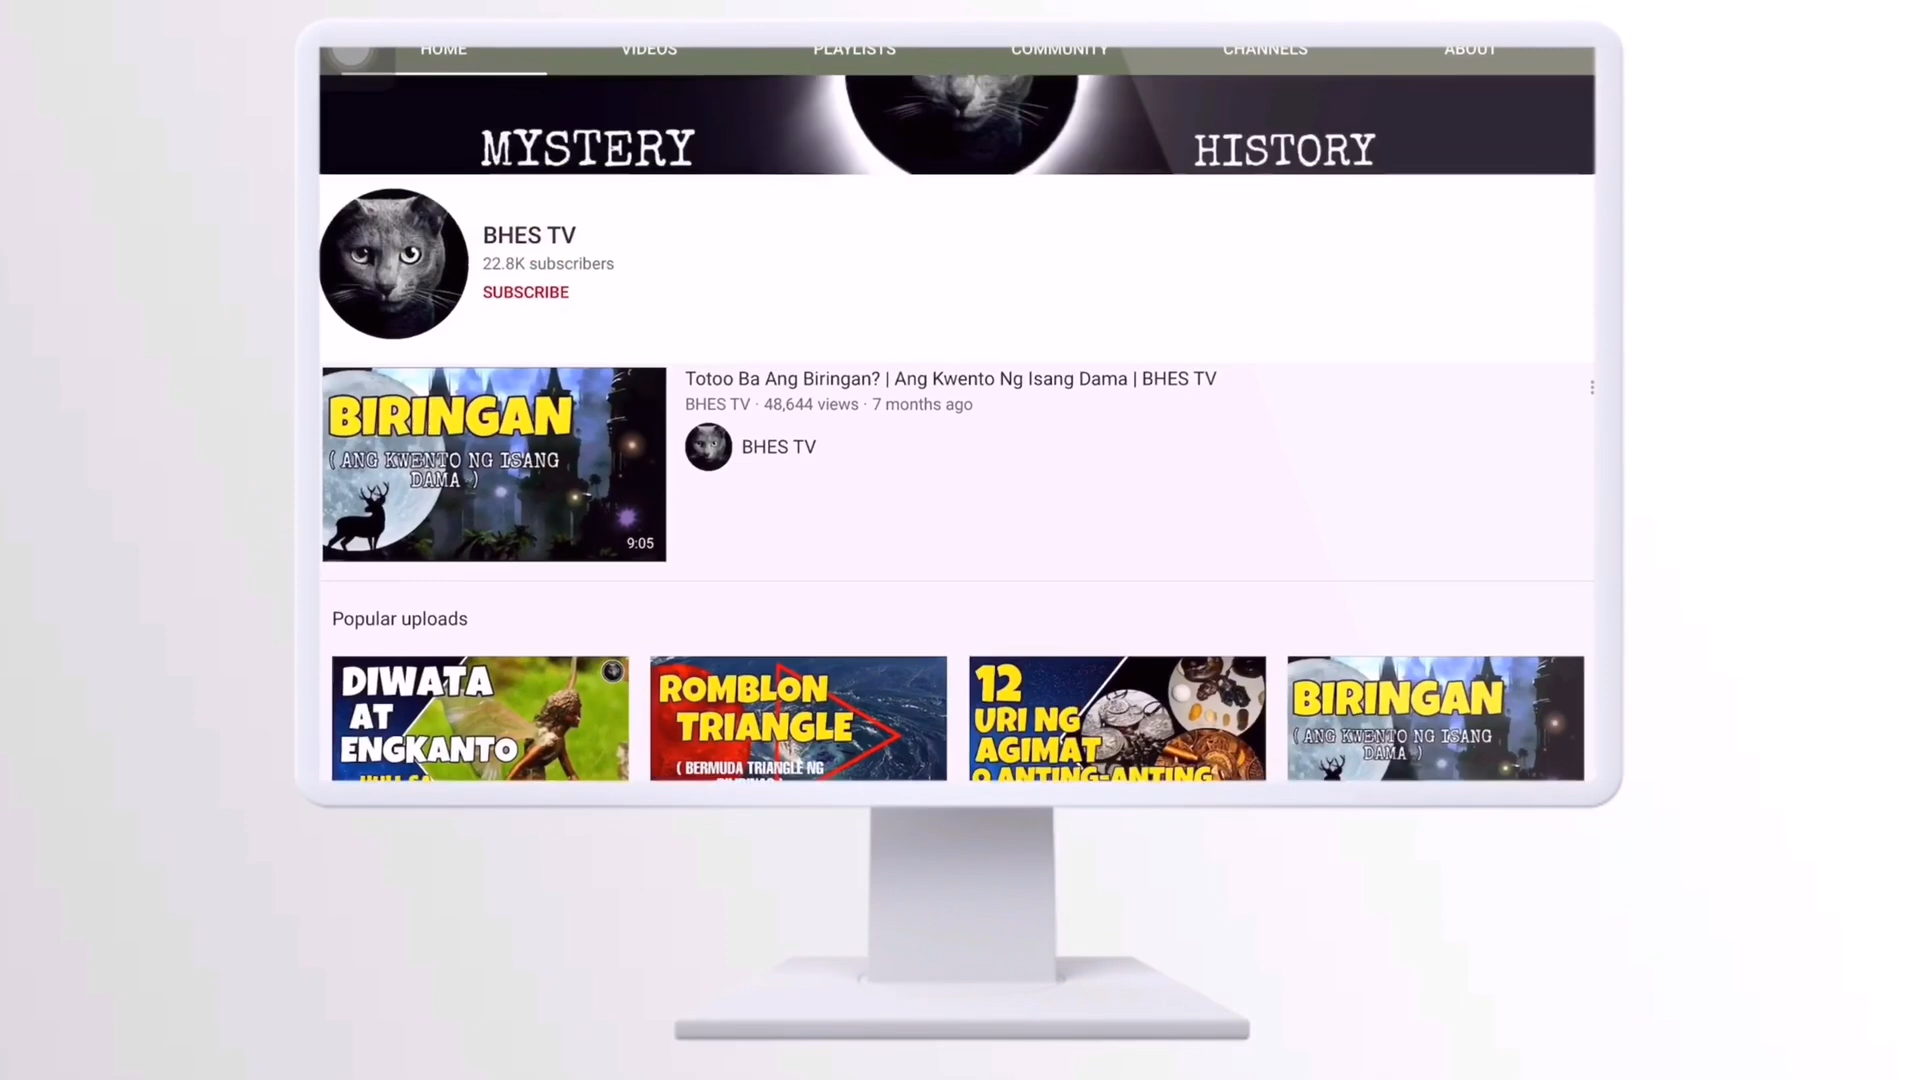 HOME VIDEOS PLAYLISTS COMMUNITY CHANNELS ABOUT
MYSTERY HISTORY
BHES TV
22.8K subscribers
SUBSCRIBE
BIRINGAN
( ANG KWENTO NG ISANG
DAMA )
9:05
Totoo Ba Ang Biringan? | Ang Kwento Ng Isang Dama | BHES TV
BHES TV · 48,644 views · 7 months ago
BHES TV
Popular uploads
DIWATA
AT
ENGKANTO
ROMBLON
TRIANGLE
( BERMUDA TRIANGLE NG
12
URI NG
AGIMAT
O ANTING-ANTING
BIRINGAN
( ANG KWENTO NG ISANG
DAMA )